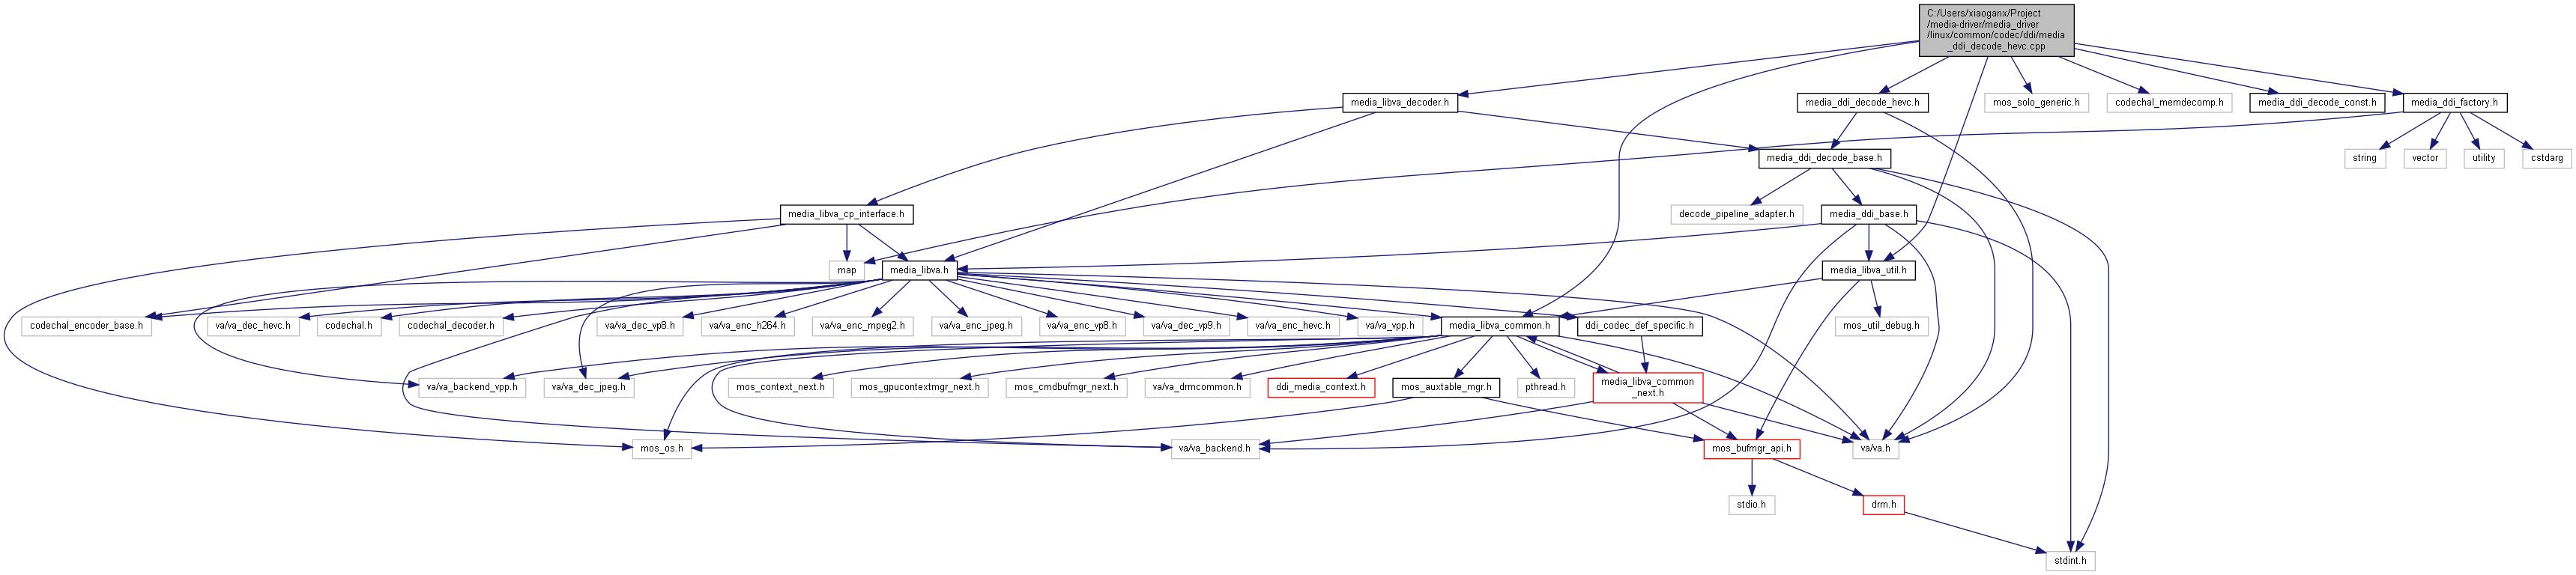 C:/Users/xiaoganx/Project
/media-driver/media_driver
/linux/common/codec/ddi/media
_ddi_decode_hevc.cpp
media_libva_decoder.h
media_ddi_decode_hevc.h
mos_solo_generic.h
codechal_memdecomp.h
media_ddi_decode_const.h
media_ddi_factory.h
media_ddi_decode_base.h
string
vector
utility
cstdarg
media_libva_cp_interface.h
decode_pipeline_adapter.h
media_ddi_base.h
map
media_libva.h
media_libva_util.h
codechal_encoder_base.h
va/va_dec_hevc.h
codechal.h
codechal_decoder.h
va/va_dec_vp8.h
va/va_enc_h264.h
va/va_enc_mpeg2.h
va/va_enc_jpeg.h
va/va_enc_vp8.h
va/va_dec_vp9.h
va/va_enc_hevc.h
va/va_vpp.h
media_libva_common.h
ddi_codec_def_specific.h
mos_util_debug.h
va/va_backend_vpp.h
va/va_dec_jpeg.h
mos_context_next.h
mos_gpucontextmgr_next.h
mos_cmdbufmgr_next.h
va/va_drmcommon.h
ddi_media_context.h
mos_auxtable_mgr.h
pthread.h
media_libva_common
_next.h
mos_os.h
va/va_backend.h
mos_bufmgr_api.h
va/va.h
stdio.h
drm.h
stdint.h